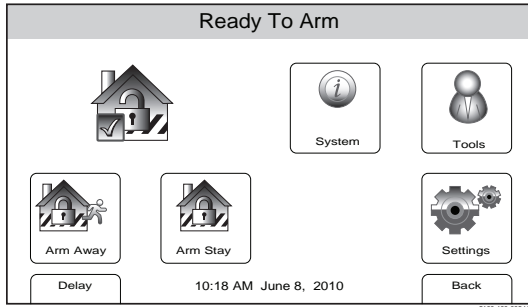 Ready To Arm
i
System
Tools
Arm Away
Arm Stay
Settings
Delay
10:18 AM June 8, 2010
Back